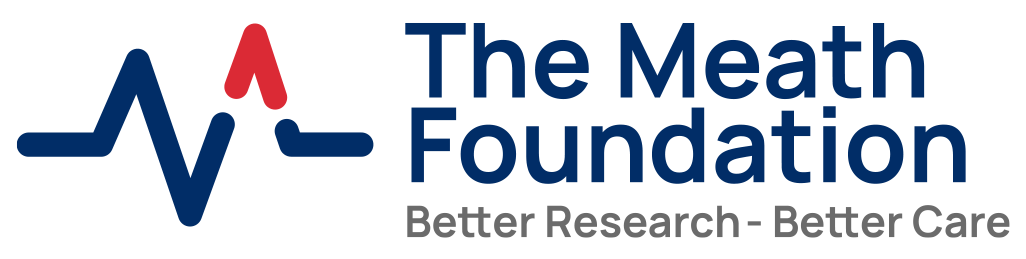 The Meath
Foundation
Better Research - Better Care